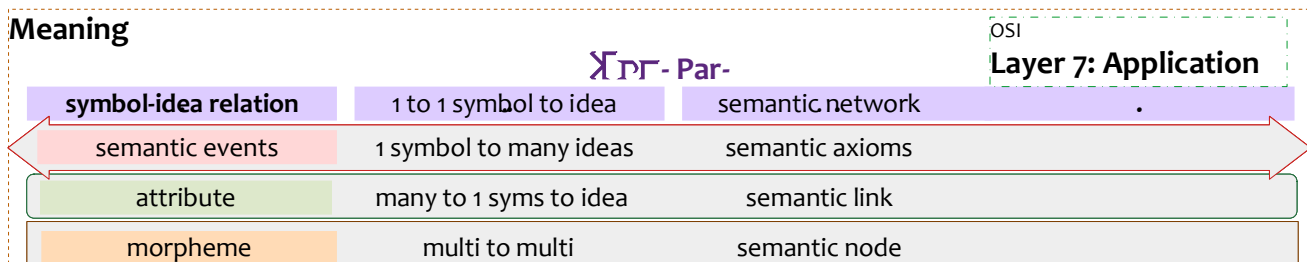 Meaning
OSI
Layer 7: Application
- Par-
symbol-idea relation 1 to 1 symbol to idea semantic network
semantic events 1 symbol to many ideas semantic axioms
attribute many to 1 syms to idea semantic link
morpheme multi to multi semantic node